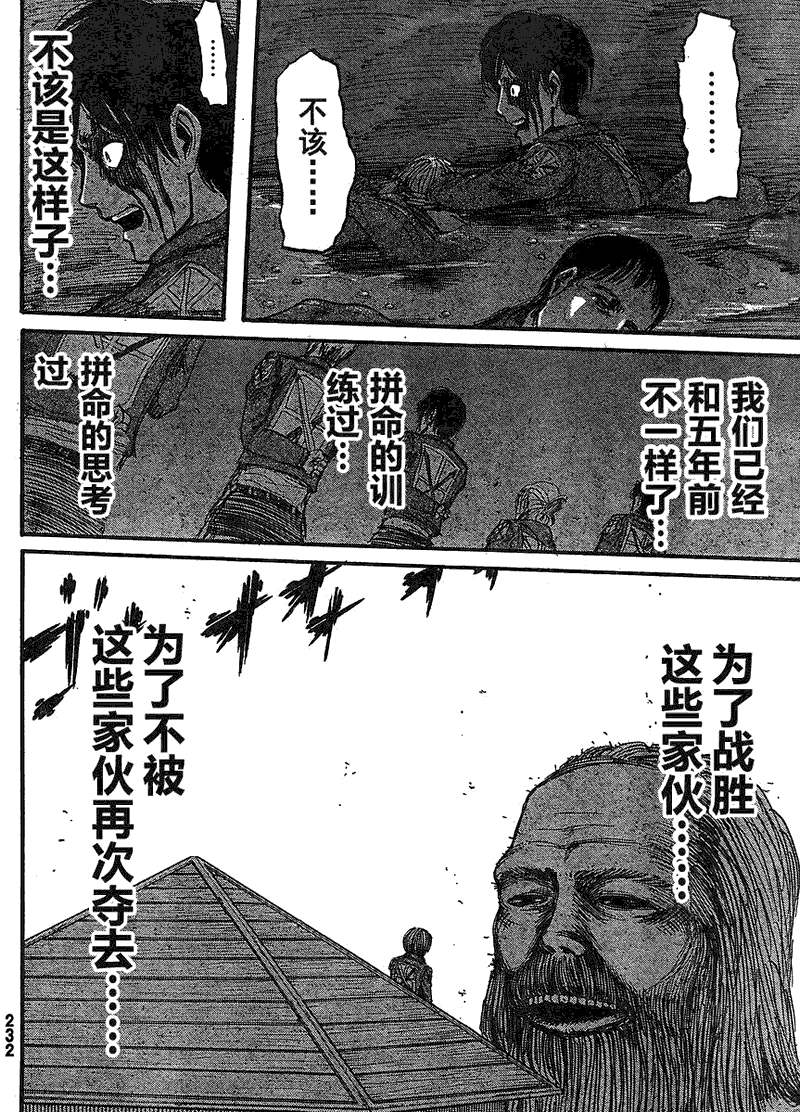 ………
不该……
……
不该是这样子…
我们已经
和五年前
不一样了…
拼命的训
练过…
拼命的思考
过
为了战胜
这些家伙……
为了不被
这些家伙再次夺去……
232